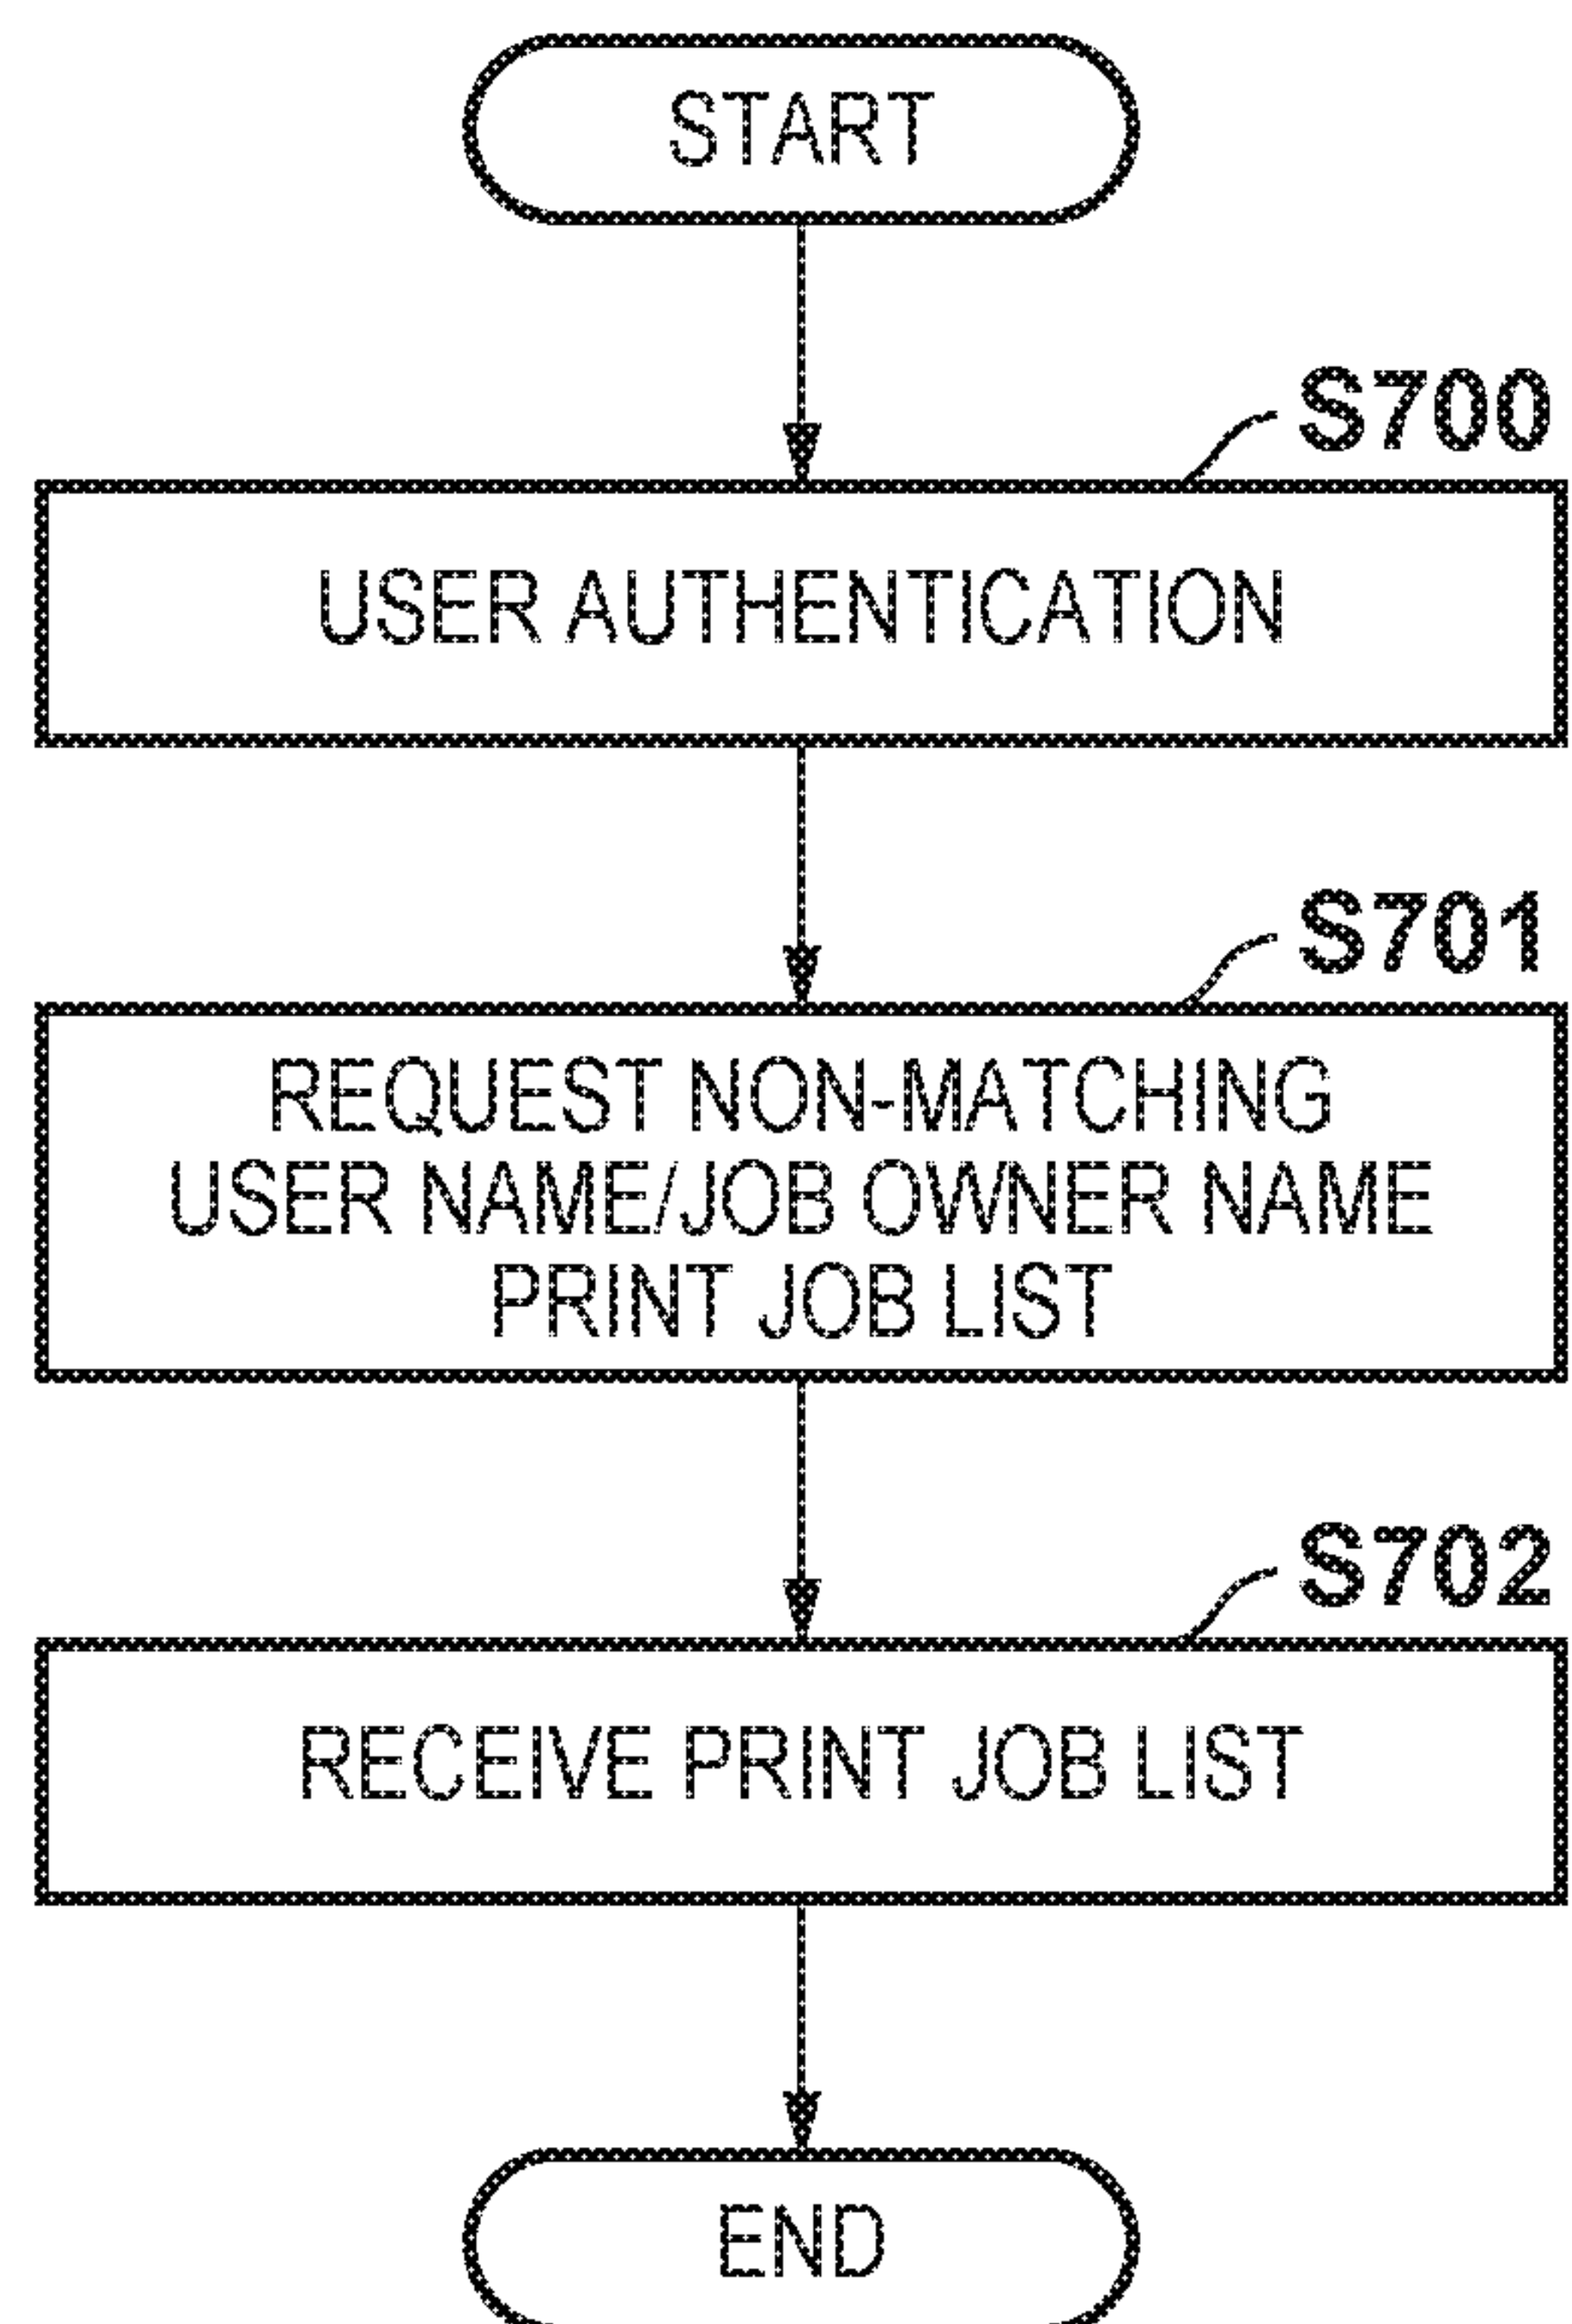 START
S700
USER AUTHENTICATION
S701
REQUEST NON-MATCHING
USER NAME/JOB OWNER NAME
PRINT JOB LIST
S702
RECEIVE PRINT JOB LIST
END